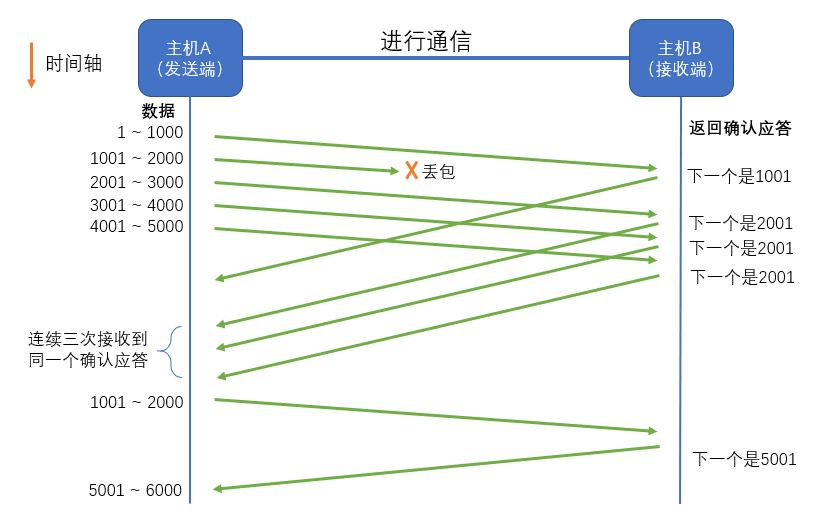 主机A
（发送端）
进行通信
主机B
（接收端）
时间轴
数据
返回确认应答
1 ~ 1000
1001 ~ 2000
丢包
2001 ~ 3000
3001 ~ 4000
4001 ~ 5000
下一个是1001
下一个是2001
下一个是2001
下一个是2001
连续三次接收到
同一个确认应答
1001 ~ 2000
下一个是5001
5001 ~ 6000